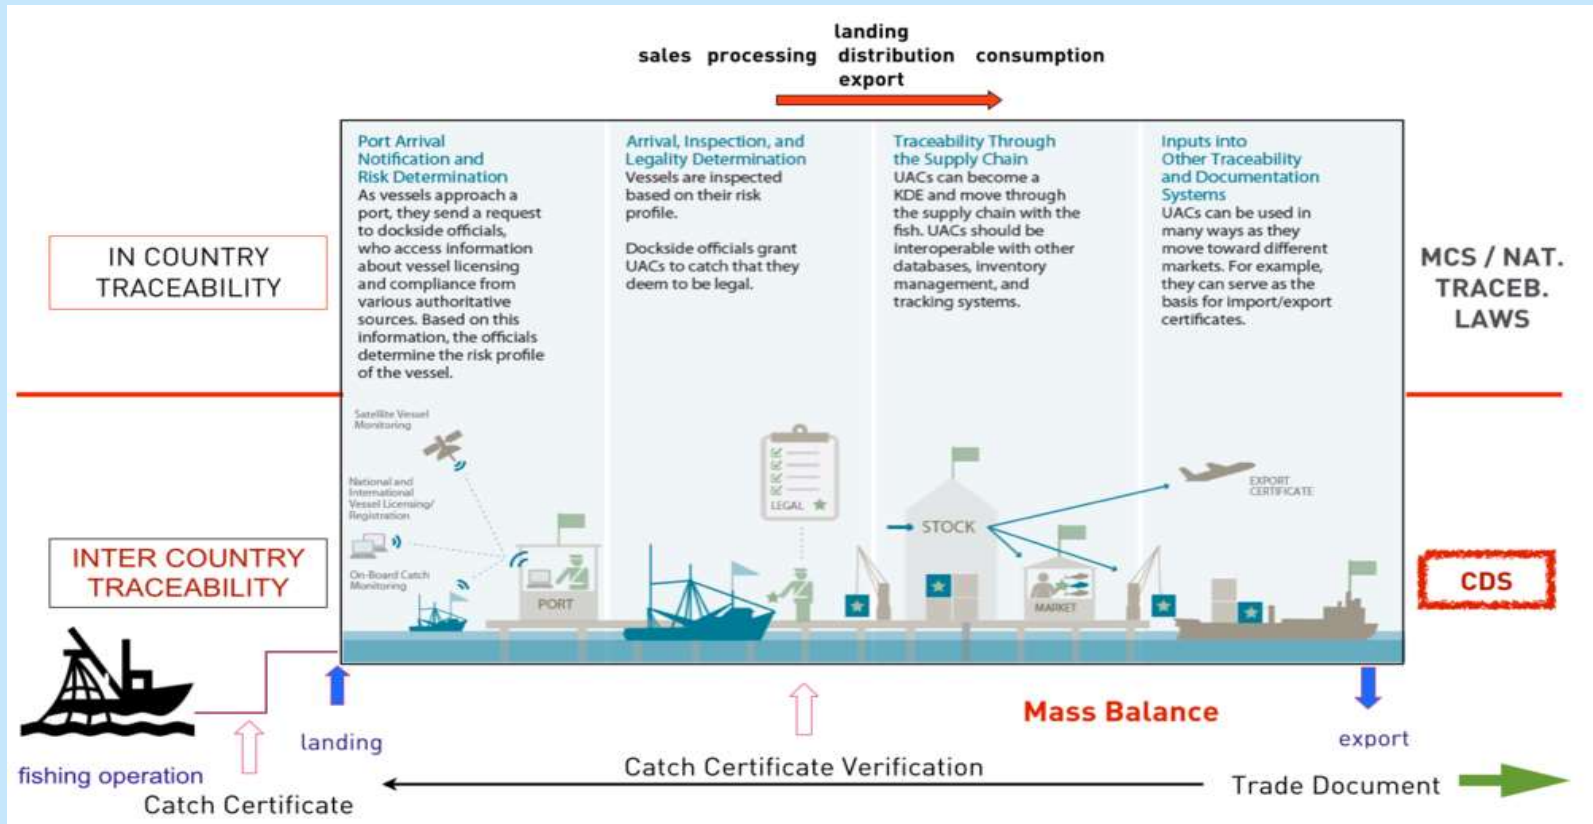 landing
sales processing distribution consumption
export
IN COUNTRY
TRACEABILITY
Port Arrival
Notification and
Risk Determination
As vessels approach a
port, they send a request
to dockside officials,
who access information
about vessel licensing
and compliance from
various authoritative
sources. Based on this
information, the officials
determine the risk profile
of the vessel.
Arrival, Inspection, and
Legality Determination
Vessels are inspected
based on their risk
profile.
Dockside officials grant
UACs to catch that they
deem to be legal.
Traceability Through
the Supply Chain
UACs can become a
KDE and move through
the supply chain with the
fish. UACs should be
interoperable with other
databases, inventory
management, and
tracking systems.
Inputs into
Other Traceability
and Documentation
Systems
UACs can be used in
many ways as they
move toward different
markets. For example,
they can serve as the
basis for import/export
certificates.
MCS / NAT.
TRACEB.
LAWS
Satellite Vessel
Monitoring
National and
International
Vessel Licensing/
Registration
On-Board Catch
Monitoring
PORT
LEGAL
STOCK
MARKET
EXPORT
CERTIFICATE
INTER COUNTRY
TRACEABILITY
CDS
fishing operation
landing
Catch Certificate
Catch Certificate Verification
Mass Balance
export
Trade Document